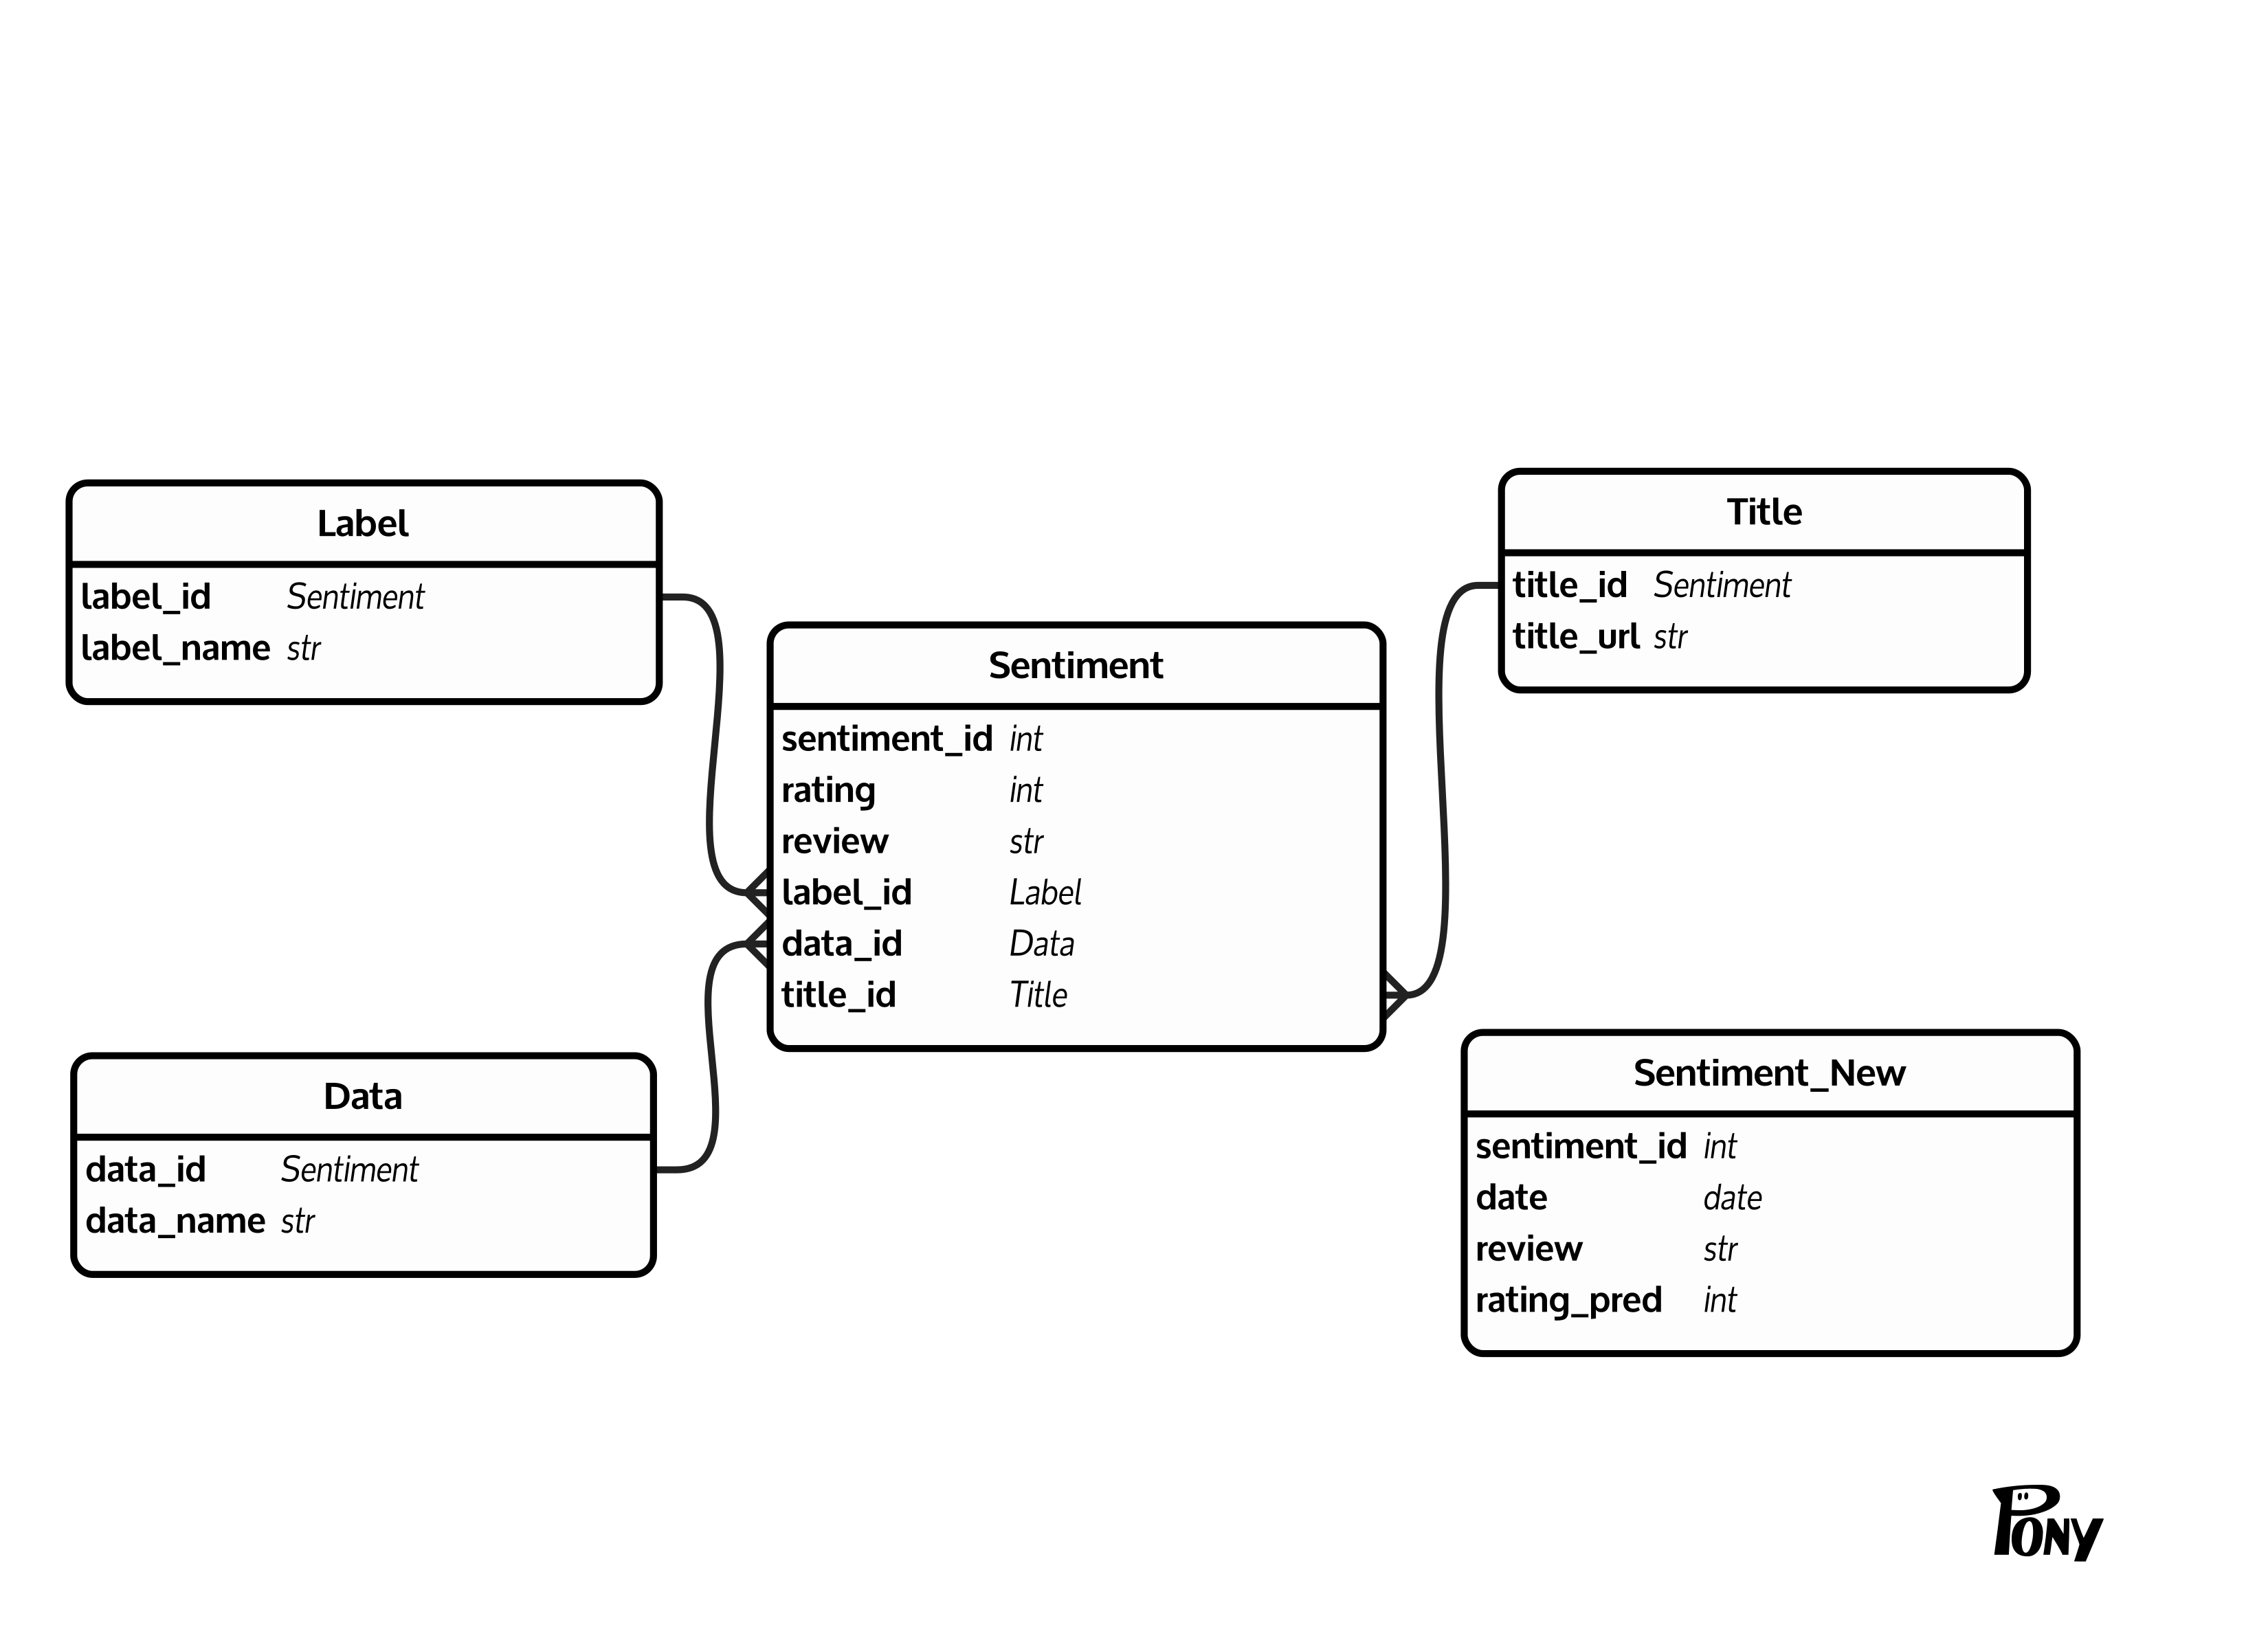 Label
label_id Sentiment
label_name str
Sentiment
sentiment_id int
rating int
review str
label_id Label
data_id Data
title_id Title
Title
title_id Sentiment
title_url str
Data
data_id Sentiment
data_name str
Sentiment_New
sentiment_id int
date date
review str
rating_pred int
PONY